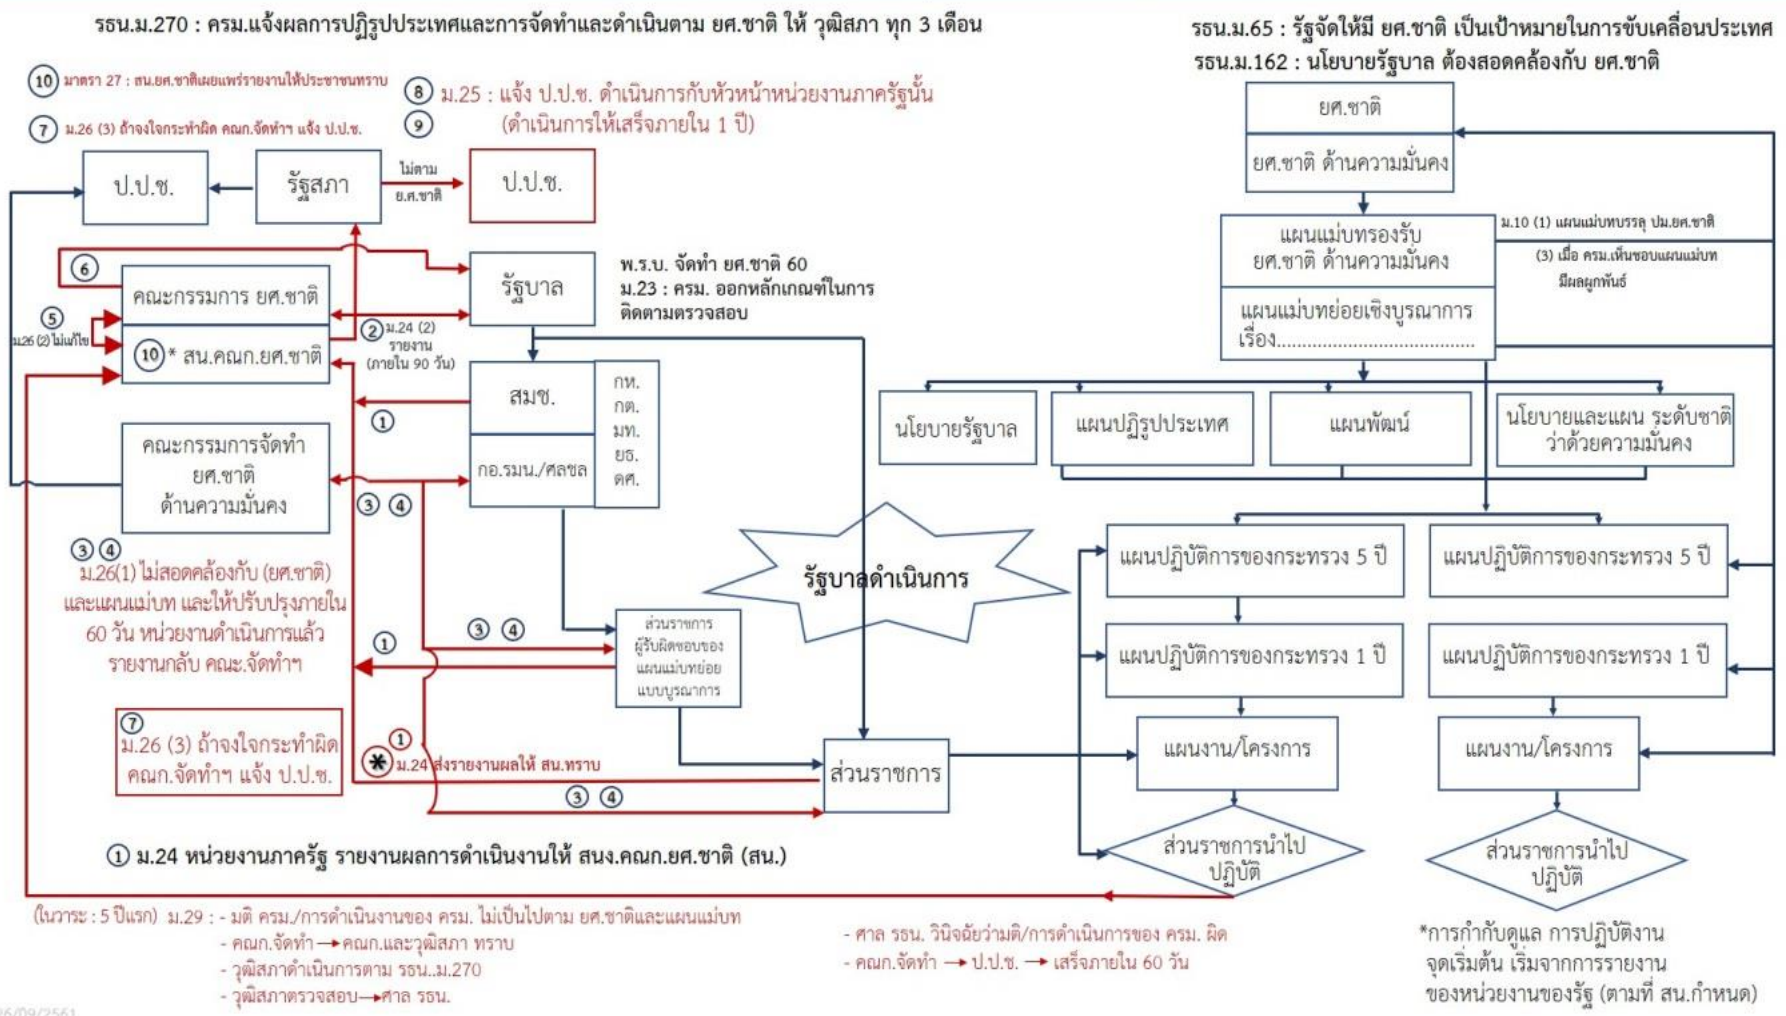 รธน.ม.270 : ครม.แจ้งผลการปฏิรูปประเทศและการจัดทำและดำเนินตาม ยศ.ชาติ ให้ วุฒิสภา ทุก 3 เดือน
รธน.ม.65 : รัฐจัดให้มี ยศ.ชาติ เป็นเป้าหมายในการขับเคลื่อนประเทศ
รธน.ม.162 : นโยบายรัฐบาล ต้องสอดคล้องกับ ยศ.ชาติ
10 มาตรา 27 : สน.ยศ.ชาติเผยแพร่รายงานให้ประชาชนทราบ
7 ม.26 (3) ถ้าจงใจกระทำผิด คณก.จัดทำฯ แจ้ง ป.ป.ช.
8 ม.25 : แจ้ง ป.ป.ช. ดำเนินการกับหัวหน้าหน่วยงานภาครัฐนั้น
9 (ดำเนินการให้เสร็จภายใน 1 ปี)
ป.ป.ช.
รัฐสภา
ไม่ตาม
ย.ศ.ชาติ
ป.ป.ช.
6
คณะกรรมการ ยศ.ชาติ
5
ม.26 (2) ไม่แก้ไข
10 * สน.คณก.ยศ.ชาติ
2 ม.24 (2)
รายงาน
(ภายใน 90 วัน)
รัฐบาล
พ.ร.บ. จัดทำ ยศ.ชาติ 60
ม.23 : ครม. ออกหลักเกณฑ์ในการ
ติดตามตรวจสอบ
สมช.
กอ.รมน./ศลชล
กห.
กต.
มท.
ยธ.
ดศ.
1
คณะกรรมการจัดทำ
ยศ.ชาติ
ด้านความมั่นคง
3 4
3 4
ม.26(1) ไม่สอดคล้องกับ (ยศ.ชาติ)
และแผนแม่บท และให้ปรับปรุงภายใน
60 วัน หน่วยงานดำเนินการแล้ว
รายงานกลับ คณะ.จัดทำฯ
1
3 4
ส่วนราชการ
ผู้รับผิดชอบของ
แผนแม่บทย่อย
แบบบูรณาการ
7
ม.26 (3) ถ้าจงใจกระทำผิด
คณก.จัดทำฯ แจ้ง ป.ป.ช.
1
* ม.24 ส่งรายงานผลให้ สน.ทราบ
3 4
ส่วนราชการ
รัฐบาลดำเนินการ
ยศ.ชาติ
ยศ.ชาติ ด้านความมั่นคง
แผนแม่บทรองรับ
ยศ.ชาติ ด้านความมั่นคง
แผนแม่บทย่อยเชิงบูรณาการ
เรื่อง.....................................
ม.10 (1) แผนแม่บทบรรลุ ปม.ยศ.ชาติ
(3) เมื่อ ครม.เห็นชอบแผนแม่บท
มีผลผูกพันธ์
นโยบายรัฐบาล
แผนปฏิรูปประเทศ
แผนพัฒน์
นโยบายและแผน ระดับชาติ
ว่าด้วยความมั่นคง
แผนปฏิบัติการของกระทรวง 5 ปี
แผนปฏิบัติการของกระทรวง 5 ปี
แผนปฏิบัติการของกระทรวง 1 ปี
แผนปฏิบัติการของกระทรวง 1 ปี
แผนงาน/โครงการ
แผนงาน/โครงการ
ส่วนราชการนำไป
ปฏิบัติ
ส่วนราชการนำไป
ปฏิบัติ
1 ม.24 หน่วยงานภาครัฐ รายงานผลการดำเนินงานให้ สนง.คณก.ยศ.ชาติ (สน.)
(ในวาระ : 5 ปีแรก) ม.29 : - มติ ครม./การดำเนินงานของ ครม. ไม่เป็นไปตาม ยศ.ชาติและแผนแม่บท
- คณก.จัดทำ → คณก.และวุฒิสภา ทราบ
- วุฒิสภาดำเนินการตาม รธน..ม.270
- วุฒิสภาตรวจสอบ → ศาล รธน.
- ศาล รธน. วินิจฉัยว่ามติ/การดำเนินการของ ครม. ผิด
- คณก.จัดทำ → ป.ป.ช. → เสร็จภายใน 60 วัน
*การกำกับดูแล การปฏิบัติงาน
จุดเริ่มต้น เริ่มจากการรายงาน
ของหน่วยงานของรัฐ (ตามที่ สน.กำหนด)